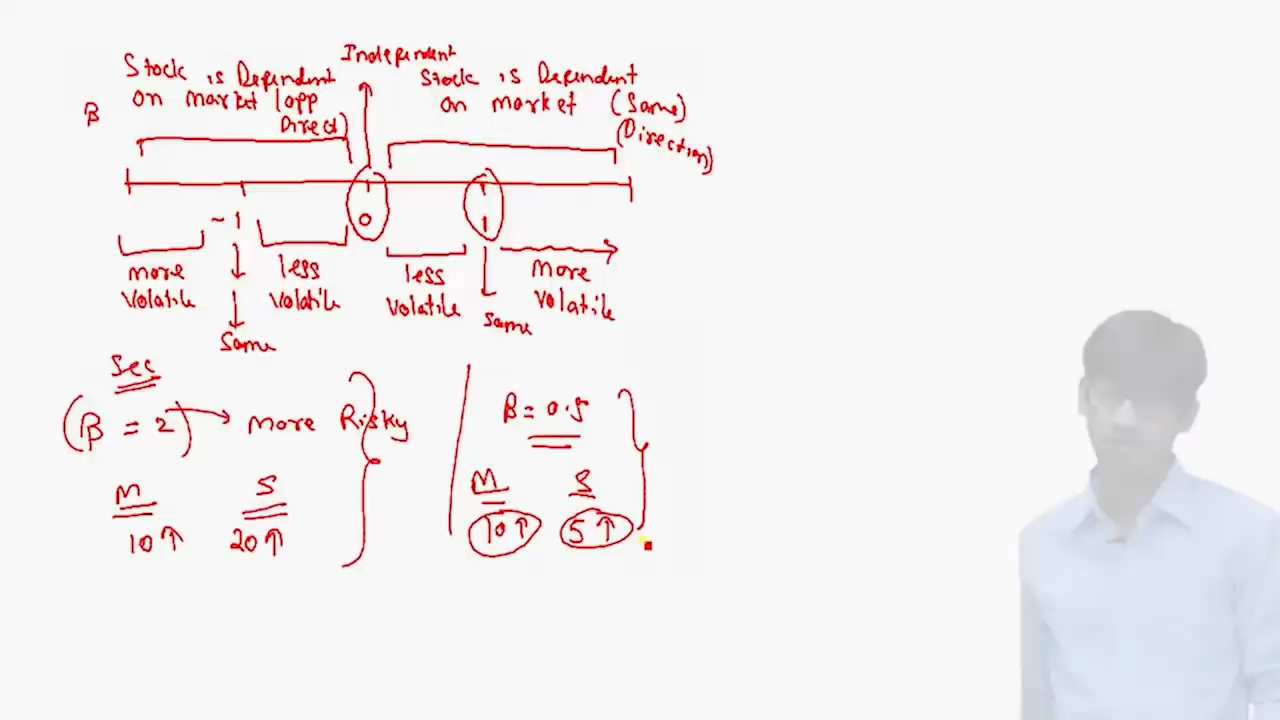 Independent
Stock is Dependent
on market (opp
Direct)
Stock is Dependent
on market (Same)
(Direction)
β
-1 0 1
more
volatile
less
volatile
less
volatile
more
volatile
Same
Same
Sec
(β = 2) → more Risky
M S
10↑ 20↑
β = 0.5
M S
10↑ 5↑